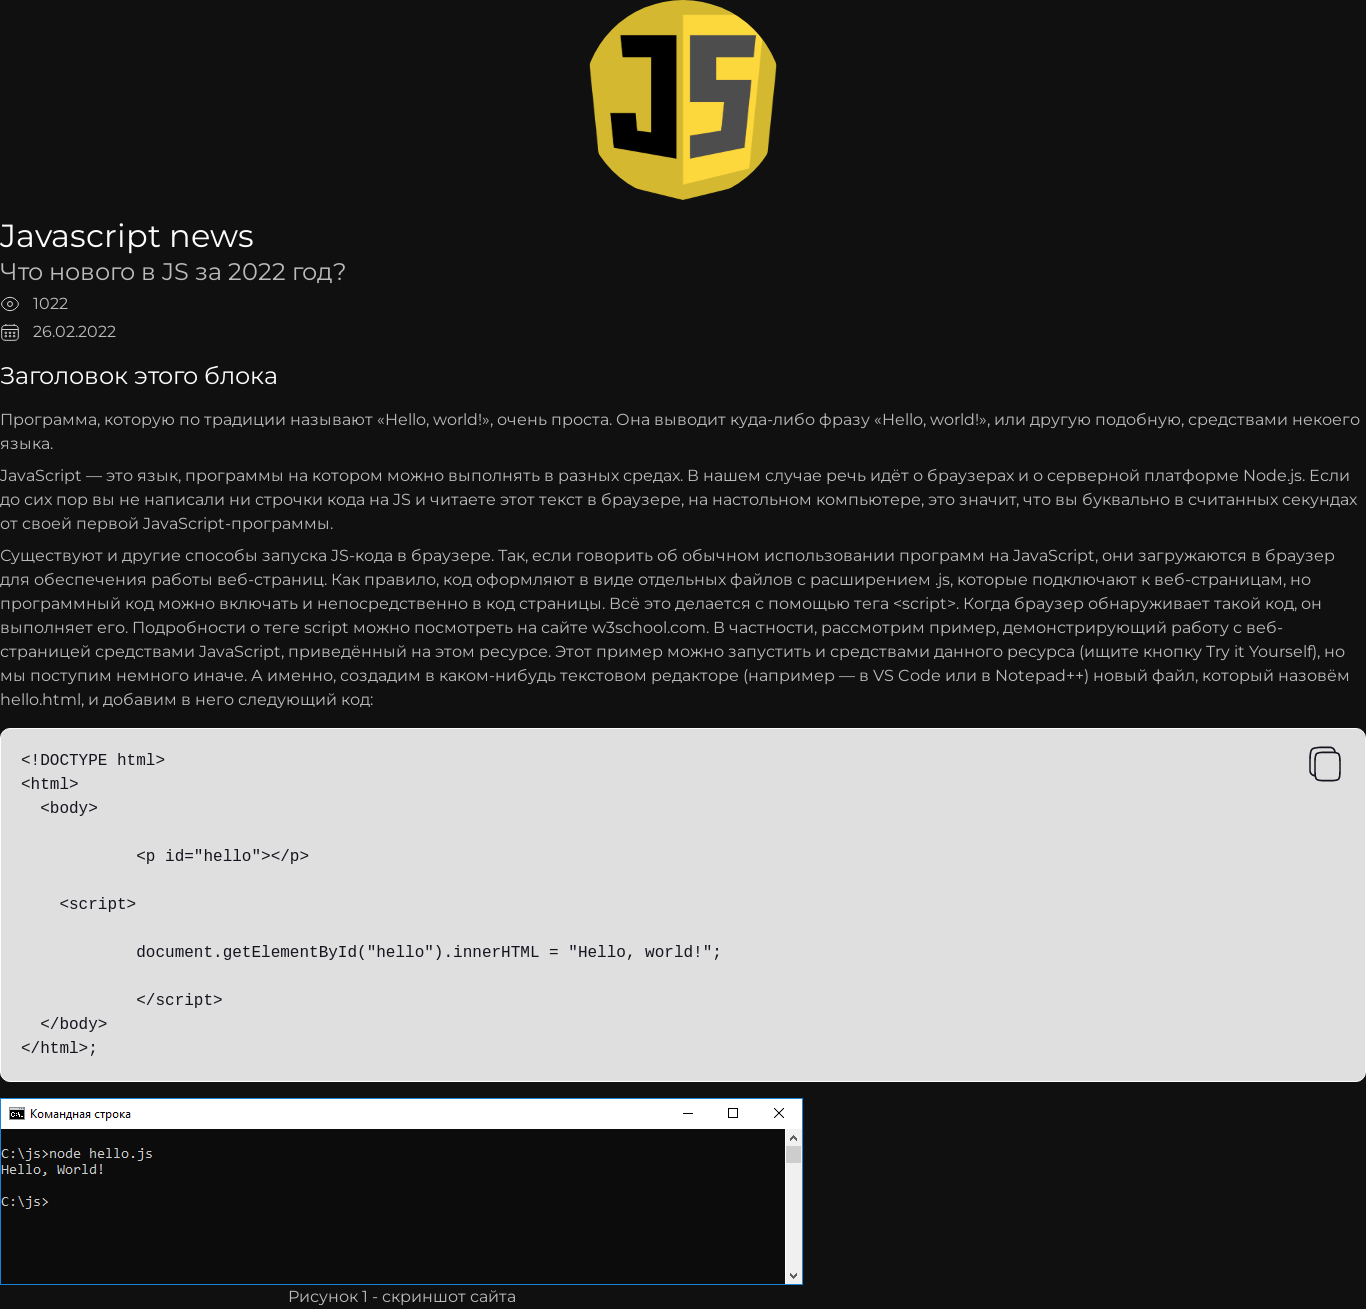 JS
Javascript news
Что нового в JS за 2022 год?
1022
26.02.2022
Заголовок этого блока
Программа, которую по традиции называют «Hello, world!», очень проста. Она выводит куда-либо фразу «Hello, world!», или другую подобную, средствами некоего
языка.
JavaScript — это язык, программы на котором можно выполнять в разных средах. В нашем случае речь идёт о браузерах и о серверной платформе Node.js. Если
до сих пор вы не написали ни строчки кода на JS и читаете этот текст в браузере, на настольном компьютере, это значит, что вы буквально в считанных секундах
от своей первой JavaScript-программы.
Существуют и другие способы запуска JS-кода в браузере. Так, если говорить об обычном использовании программ на JavaScript, они загружаются в браузер
для обеспечения работы веб-страниц. Как правило, код оформляют в виде отдельных файлов с расширением .js, которые подключают к веб-страницам, но
программный код можно включать и непосредственно в код страницы. Всё это делается с помощью тега <script>. Когда браузер обнаруживает такой код, он
выполняет его. Подробности о теге script можно посмотреть на сайте w3school.com. В частности, рассмотрим пример, демонстрирующий работу с веб-
страницей средствами JavaScript, приведённый на этом ресурсе. Этот пример можно запустить и средствами данного ресурса (ищите кнопку Try it Yourself), но
мы поступим немного иначе. А именно, создадим в каком-нибудь текстовом редакторе (например — в VS Code или в Notepad++) новый файл, который назовём
hello.html, и добавим в него следующий код:
<!DOCTYPE html>
<html>
  <body>
            <p id="hello"></p>
    <script>
            document.getElementById("hello").innerHTML = "Hello, world!";
            </script>
  </body>
</html>;
Командная строка
C:\js>node hello.js
Hello, World!
C:\js>
Рисунок 1 - скриншот сайта